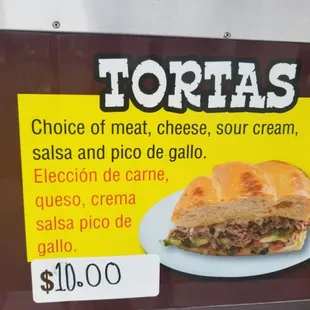 TORTAS
Choice of meat, cheese, sour cream,
salsa and pico de gallo.
Elección de carne,
queso, crema
salsa pico de
gallo.
$10.00